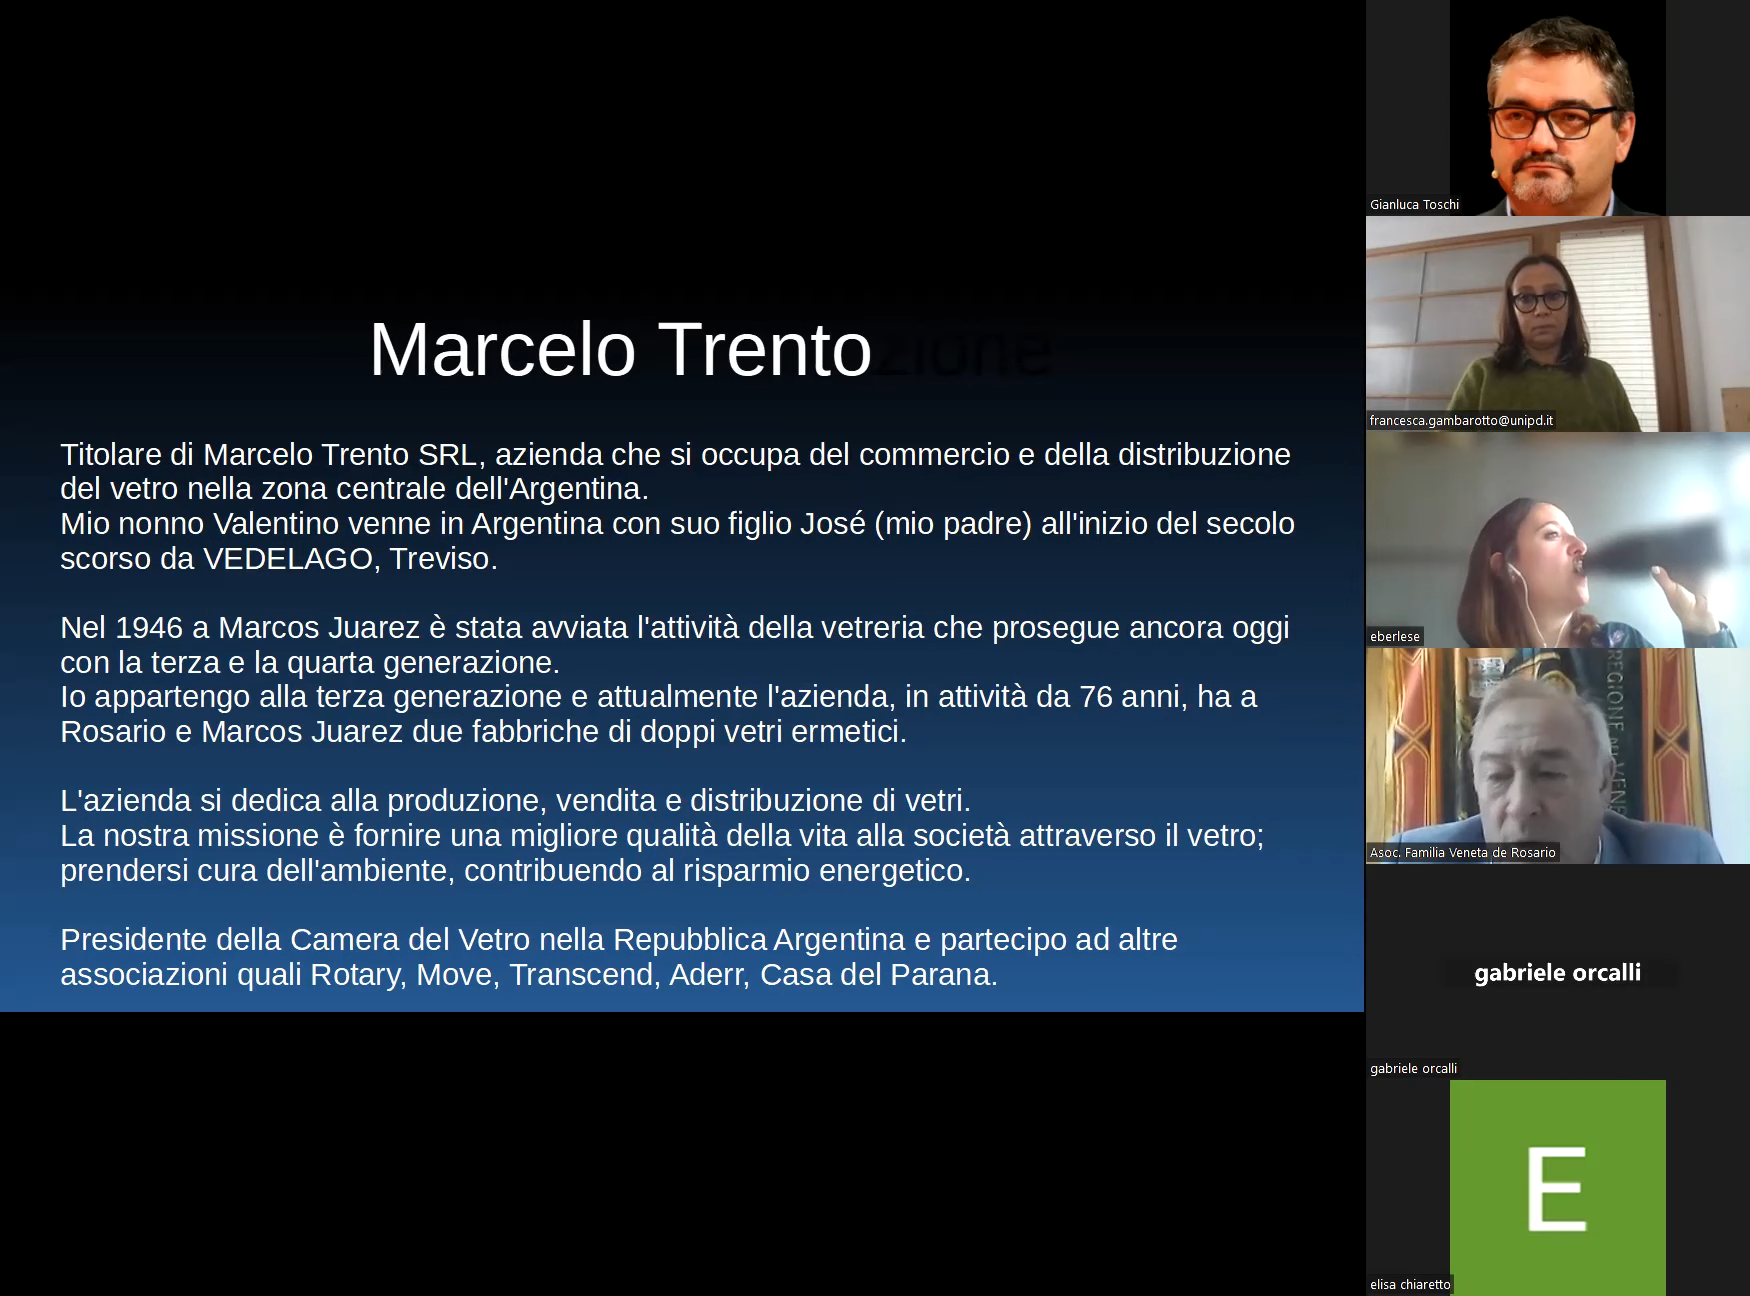 Marcelo Trento
zione
Titolare di Marcelo Trento SRL, azienda che si occupa del commercio e della distribuzione
del vetro nella zona centrale dell'Argentina.
Mio nonno Valentino venne in Argentina con suo figlio José (mio padre) all'inizio del secolo
scorso da VEDELAGO, Treviso.
Nel 1946 a Marcos Juarez è stata avviata l'attività della vetreria che prosegue ancora oggi
con la terza e la quarta generazione.
Io appartengo alla terza generazione e attualmente l'azienda, in attività da 76 anni, ha a
Rosario e Marcos Juarez due fabbriche di doppi vetri ermetici.
L'azienda si dedica alla produzione, vendita e distribuzione di vetri.
La nostra missione è fornire una migliore qualità della vita alla società attraverso il vetro;
prendersi cura dell'ambiente, contribuendo al risparmio energetico.
Presidente della Camera del Vetro nella Repubblica Argentina e partecipo ad altre
associazioni quali Rotary, Move, Transcend, Aderr, Casa del Parana.
Gianluca Toschi
francesca.gambarotto@unipd.it
eberlese
REGIONE DEL VENE
Asoc. Familia Veneta de Rosario
gabriele orcalli
gabriele orcalli
E
elisa chiaretto